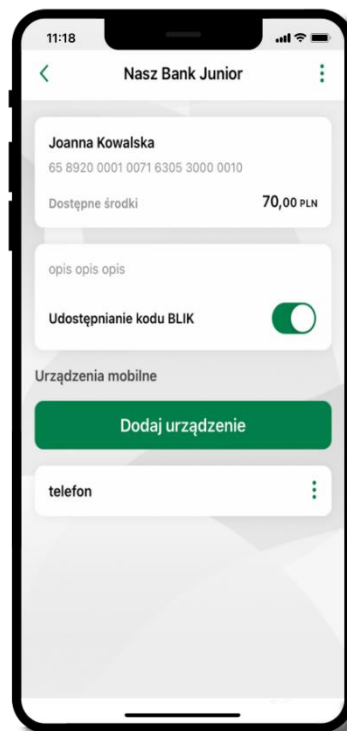 11:18
Nasz Bank Junior
Joanna Kowalska
65 8920 0001 0071 6305 3000 0010
Dostępne środki 70,00 PLN
opis opis opis
Udostępnianie kodu BLIK
Urządzenia mobilne
Dodaj urządzenie
telefon